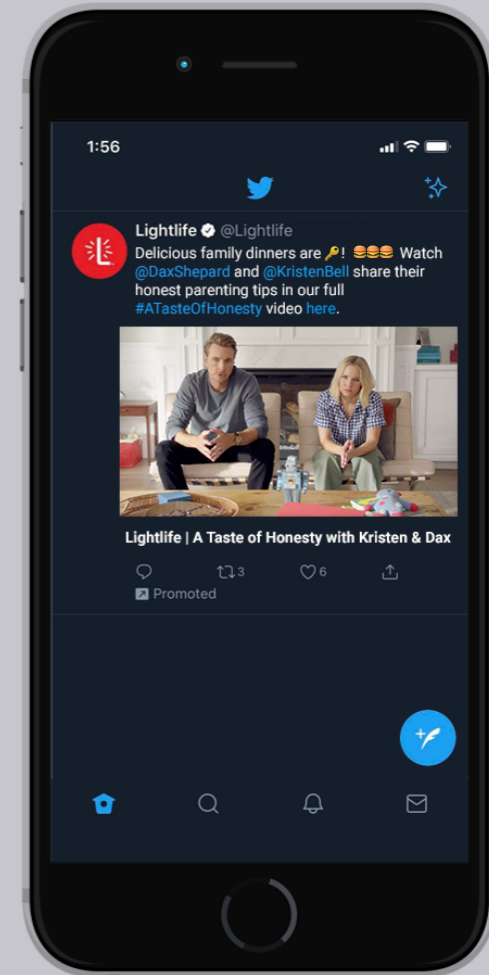 1:56
Lightlife @Lightlife
Delicious family dinners are 🔑! 🍔🍔🍔 Watch
@DaxShepard and @KristenBell share their
honest parenting tips in our full
#ATasteOfHonesty video here.
Lightlife | A Taste of Honesty with Kristen & Dax
3 6
Promoted